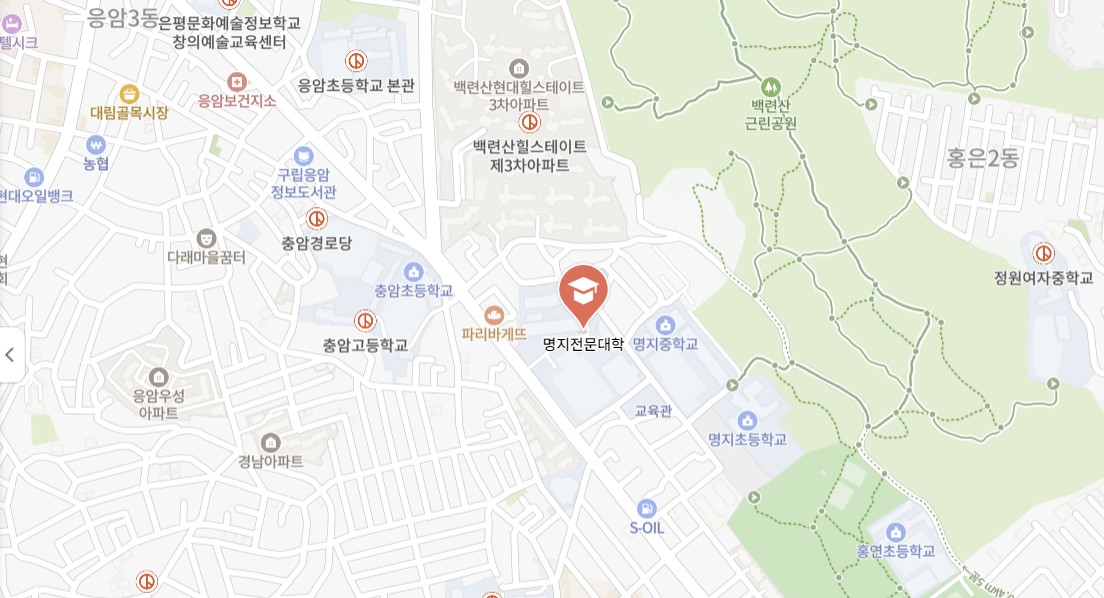 응암3동
은평문화예술정보학교
창의예술교육센터
텔시크
응암초등학교 본관
백련산현대힐스테이트
3차아파트
백련산
근린공원
대림골목시장
응암보건지소
백련산힐스테이트
제3차아파트
홍은2동
농협
구립응암
정보도서관
현대오일뱅크
충암경로당
다래마을꿈터
현
회
정원여자중학교
충암초등학교
파리바게뜨
충암고등학교
명지전문대학
명지중학교
응암우성
아파트
교육관
명지초등학교
경남아파트
S-OIL
홍연초등학교